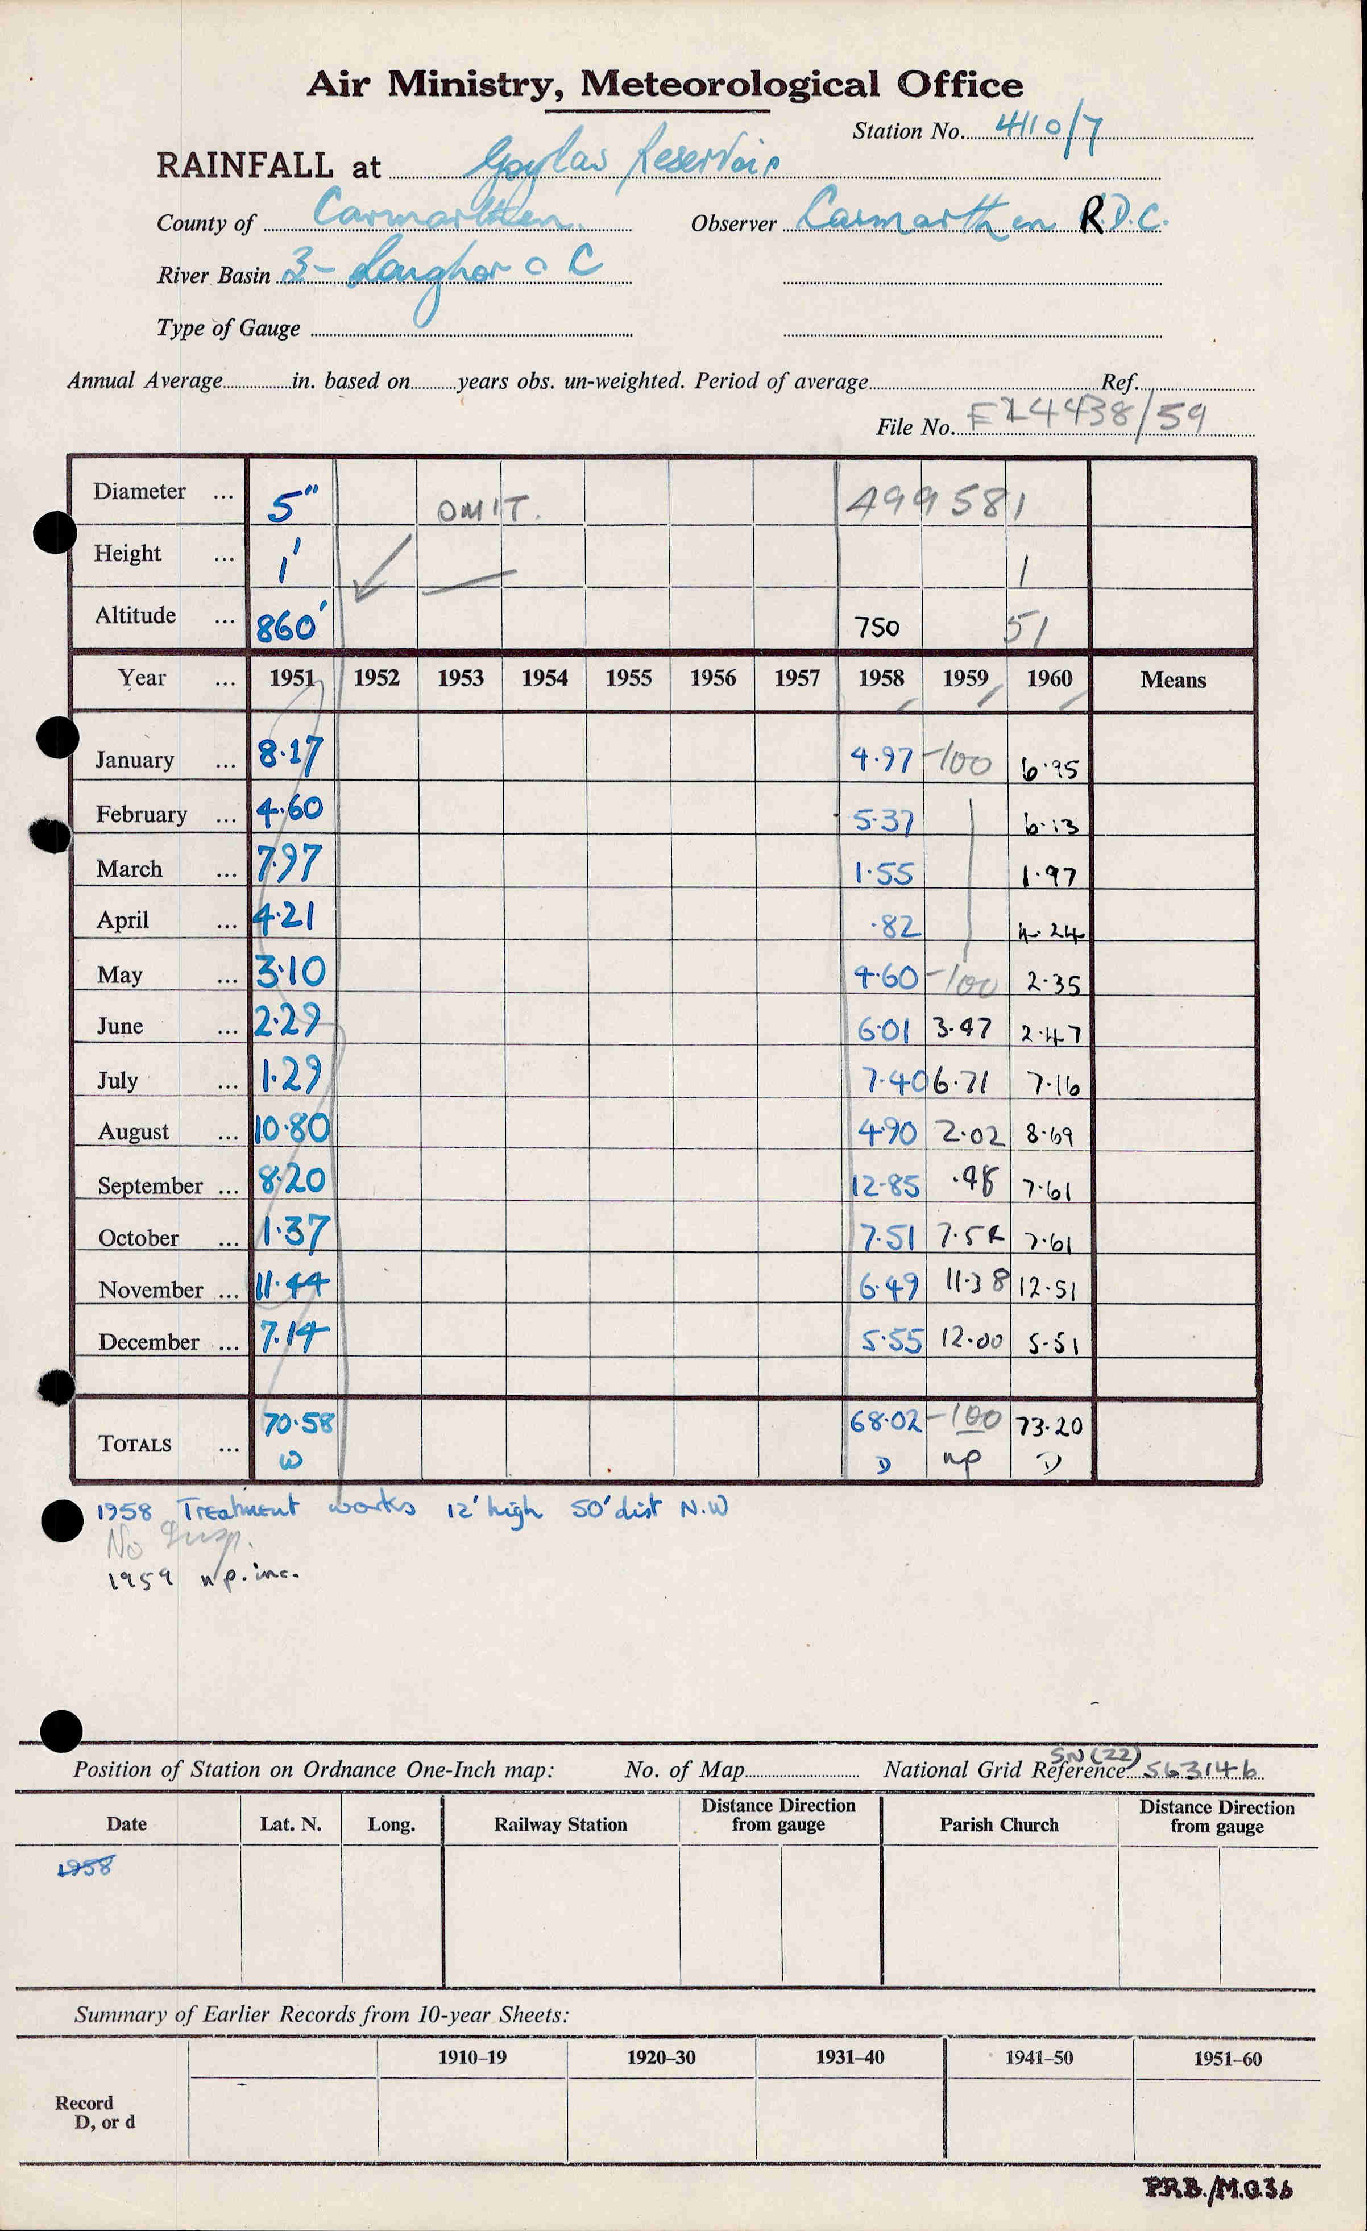 Air Ministry, Meteorological Office
Station No. 4110/7
RAINFALL at Goylas Reservoir
County of Carmarthen. Observer Carmarthen R.D.C.
River Basin 3- Loughor o C
Type of Gauge
Annual Average in. based on years obs. un-weighted. Period of average Ref.
File No. 24438/59
Diameter ... 5" OMIT. 499581
Height ... 1' 1
Altitude ... 860' 750 51
Year ... 1951 1952 1953 1954 1955 1956 1957 1958 1959 1960 Means
January ... 8.17 4.97 -100 6.95
February ... 4.60 5.37 6.13
March ... 7.97 1.55 1.97
April ... 4.21 .82 4.24
May ... 3.10 4.60 -100 2.35
June ... 2.29 6.01 3.47 2.47
July ... 1.29 7.40 6.71 7.16
August ... 10.80 4.90 2.02 8.69
September ... 8.20 12.85 .98 7.61
October ... 1.37 7.51 7.52 7.61
November ... 11.44 6.49 11.38 12.51
December ... 7.14 5.55 12.00 5.51
TOTALS ... 70.58 68.02 -100 73.20
W D np D
1958 Treatment works 12' high 50' dist N.W
No Insp.
1959 np. inc.
Position of Station on Ordnance One-Inch map: No. of Map National Grid Reference SN (22) 563146
Date Lat. N. Long. Railway Station Distance Direction from gauge Parish Church Distance Direction from gauge
1958
Summary of Earlier Records from 10-year Sheets:
1910–19 1920–30 1931–40 1941–50 1951–60
Record
D, or d
P.R.B./M.O.36